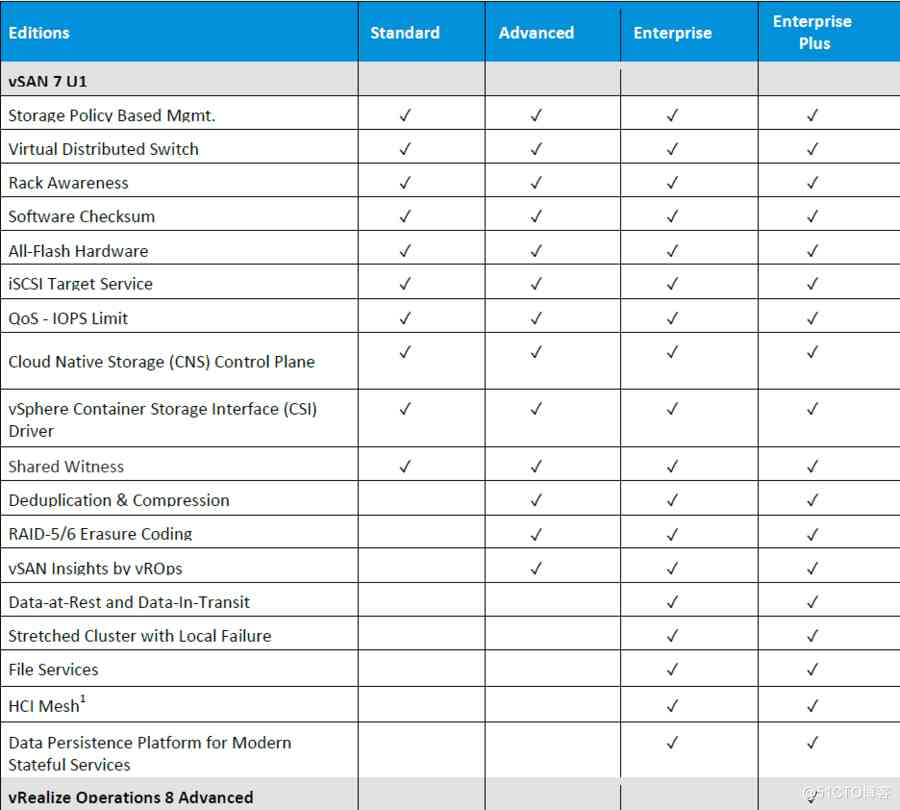 Editions Standard Advanced Enterprise Enterprise
Plus
vSAN 7 U1
Storage Policy Based Mgmt. ✓ ✓ ✓ ✓
Virtual Distributed Switch ✓ ✓ ✓ ✓
Rack Awareness ✓ ✓ ✓ ✓
Software Checksum ✓ ✓ ✓ ✓
All-Flash Hardware ✓ ✓ ✓ ✓
iSCSI Target Service ✓ ✓ ✓ ✓
QoS - IOPS Limit ✓ ✓ ✓ ✓
Cloud Native Storage (CNS) Control Plane ✓ ✓ ✓ ✓
vSphere Container Storage Interface (CSI) ✓ ✓ ✓ ✓
Driver
Shared Witness ✓ ✓ ✓ ✓
Deduplication & Compression ✓ ✓ ✓
RAID-5/6 Erasure Coding ✓ ✓ ✓
vSAN Insights by vROps ✓ ✓ ✓
Data-at-Rest and Data-In-Transit ✓ ✓
Stretched Cluster with Local Failure ✓ ✓
File Services ✓ ✓
HCI Mesh¹ ✓ ✓
Data Persistence Platform for Modern ✓ ✓
Stateful Services
vRealize Operations 8 Advanced ✓
@51CTO博客